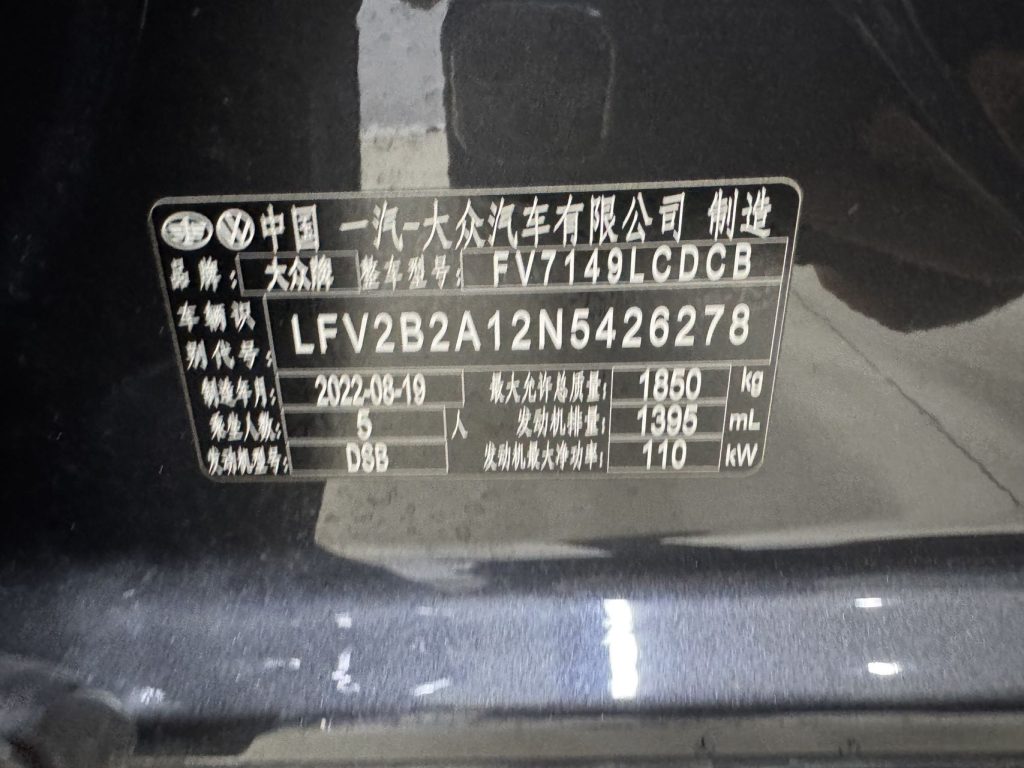 中国 一汽-大众汽车有限公司 制造
品牌: 大众牌 整车型号: FV7149LCDCB
车辆识别代号: LFV2B2A12N5426278
制造年月: 2022-08-19 最大允许总质量: 1850 kg
乘坐人数: 5 人 发动机排量: 1395 mL
发动机型号: DSB 发动机最大净功率: 110 kW